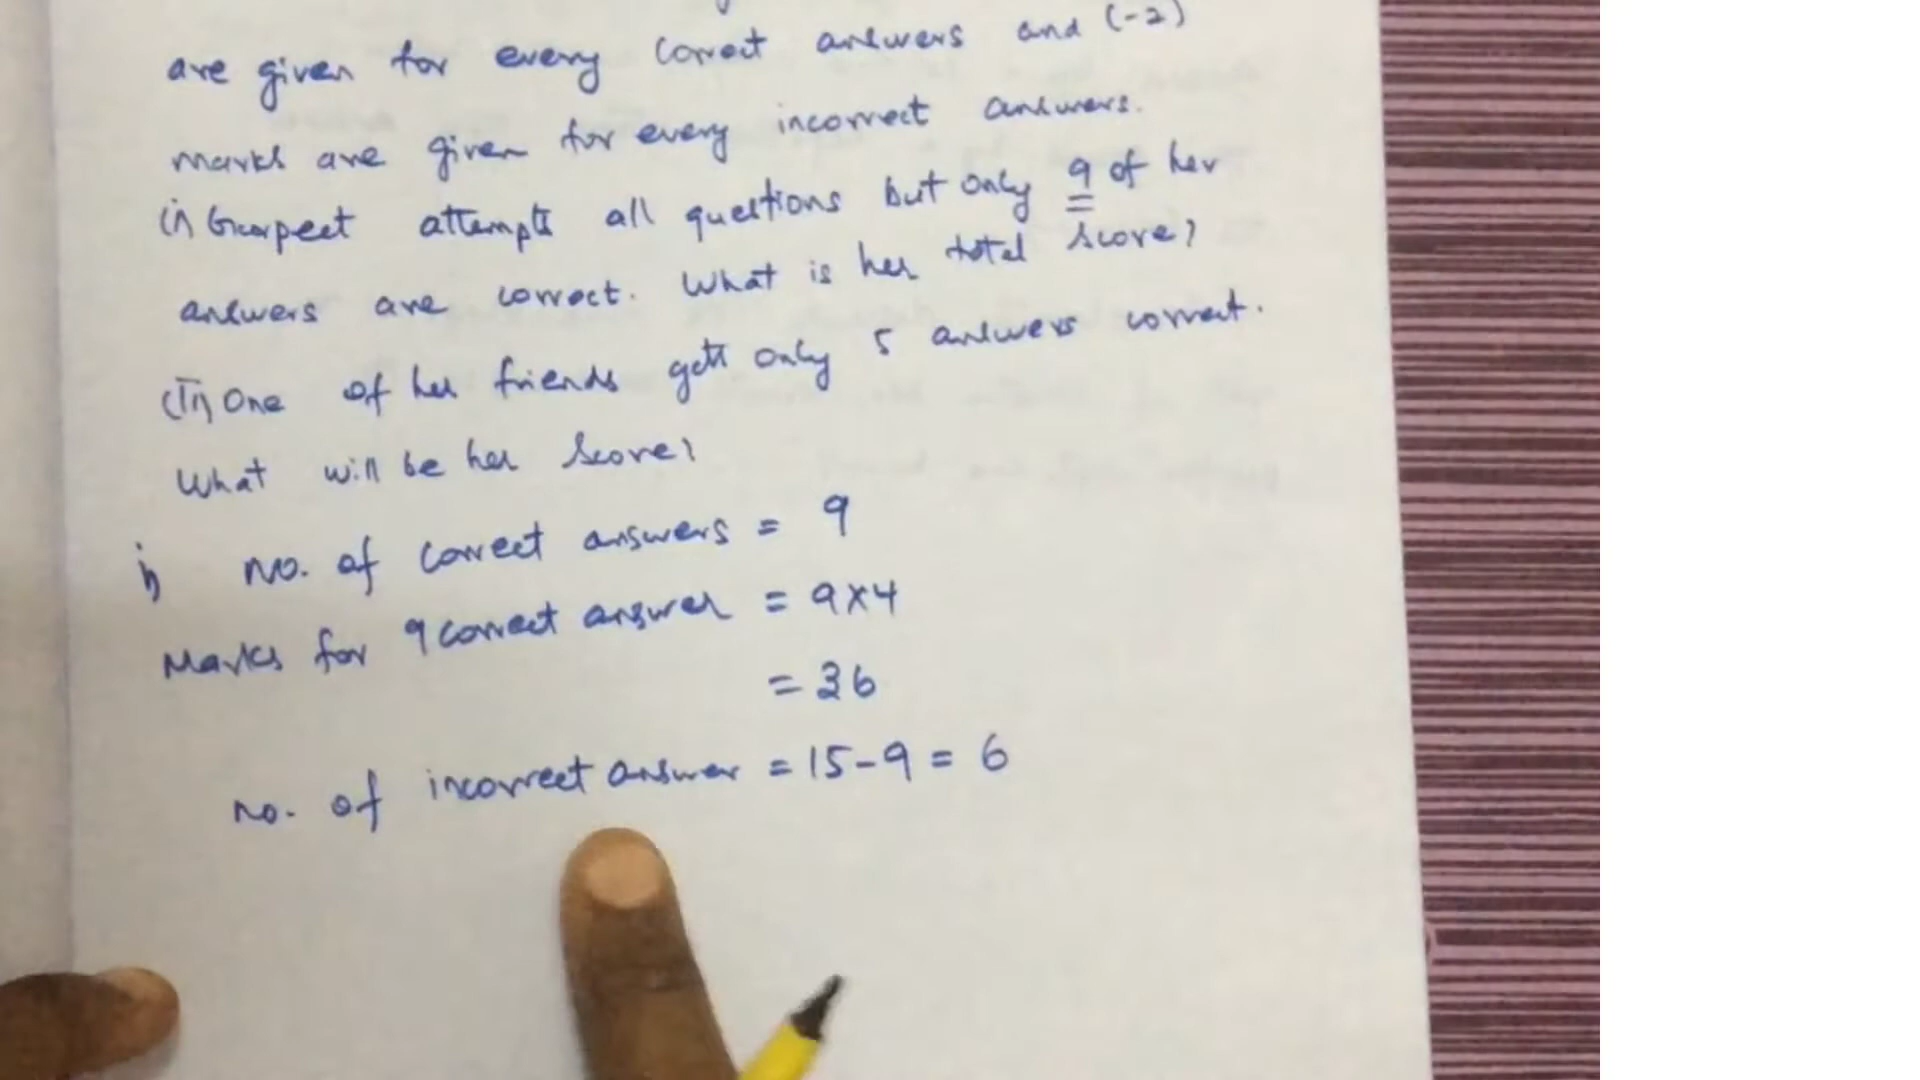 are given for every correct answers and (-2)
marks are given for every incorrect answers.
(i) Gurpeet attempts all questions but only 9 of her
answers are correct. What is her total score?
(ii) One of her friends gets only 5 answers correct.
What will be her score?
i) No. of correct answers = 9
Marks for 9 correct answer = 9x4
= 36
No. of incorrect answer = 15-9 = 6